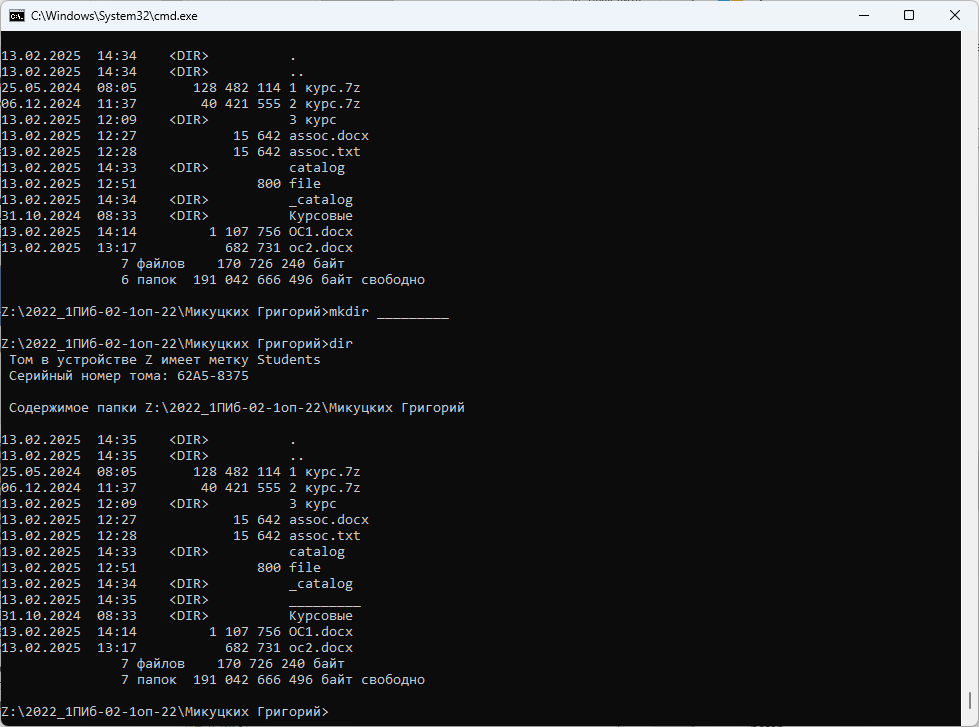 C:\Windows\System32\cmd.exe
13.02.2025  14:34    <DIR>          .
13.02.2025  14:34    <DIR>          ..
25.05.2024  08:05       128 482 114 1 курс.7z
06.12.2024  11:37        40 421 555 2 курс.7z
13.02.2025  12:09    <DIR>          3 курс
13.02.2025  12:27            15 642 assoc.docx
13.02.2025  12:28            15 642 assoc.txt
13.02.2025  14:33    <DIR>          catalog
13.02.2025  12:51               800 file
13.02.2025  14:34    <DIR>          _catalog
31.10.2024  08:33    <DIR>          Курсовые
13.02.2025  14:14         1 107 756 ОС1.docx
13.02.2025  13:17           682 731 ос2.docx
               7 файлов    170 726 240 байт
               6 папок  191 042 666 496 байт свободно
Z:\2022_1ПИб-02-1оп-22\Микуцких Григорий>mkdir _________
Z:\2022_1ПИб-02-1оп-22\Микуцких Григорий>dir
 Том в устройстве Z имеет метку Students
 Серийный номер тома: 62A5-8375
 Содержимое папки Z:\2022_1ПИб-02-1оп-22\Микуцких Григорий
13.02.2025  14:35    <DIR>          .
13.02.2025  14:35    <DIR>          ..
25.05.2024  08:05       128 482 114 1 курс.7z
06.12.2024  11:37        40 421 555 2 курс.7z
13.02.2025  12:09    <DIR>          3 курс
13.02.2025  12:27            15 642 assoc.docx
13.02.2025  12:28            15 642 assoc.txt
13.02.2025  14:33    <DIR>          catalog
13.02.2025  12:51               800 file
13.02.2025  14:34    <DIR>          _catalog
13.02.2025  14:35    <DIR>          _________
31.10.2024  08:33    <DIR>          Курсовые
13.02.2025  14:14         1 107 756 ОС1.docx
13.02.2025  13:17           682 731 ос2.docx
               7 файлов    170 726 240 байт
               7 папок  191 042 666 496 байт свободно
Z:\2022_1ПИб-02-1оп-22\Микуцких Григорий>